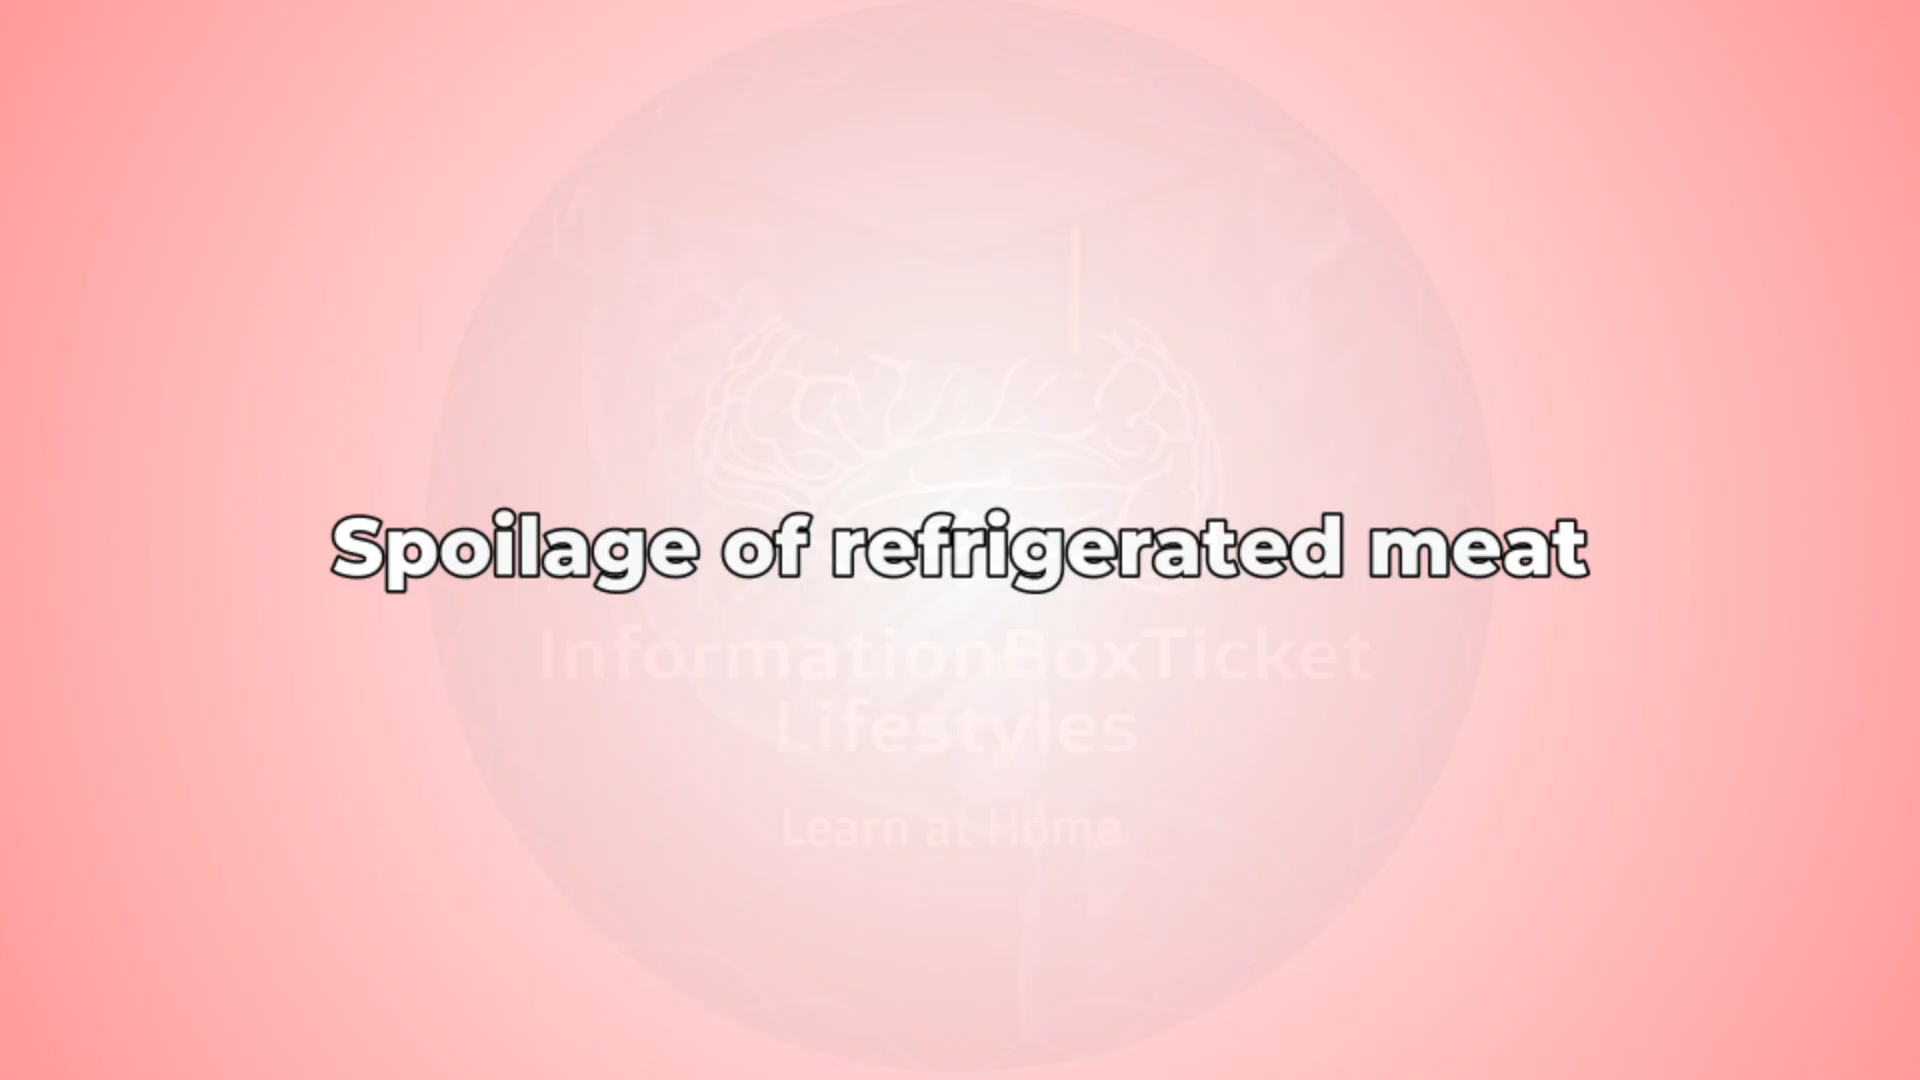 Spoilage of refrigerated meat
InformationBoxTicket
Lifestyles
Learn at Home